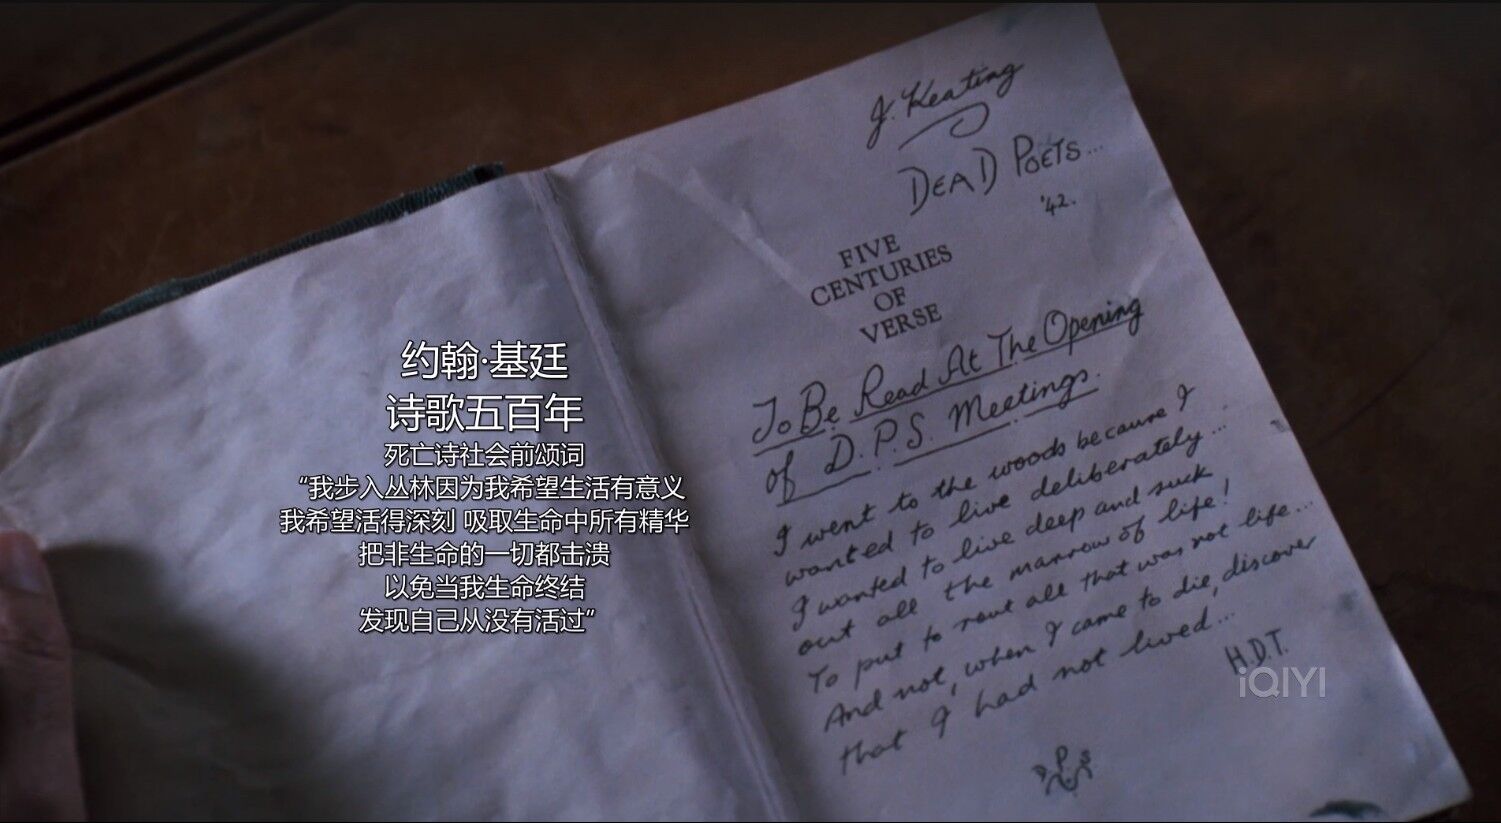 J. Keating
DEAD POETS...
'42.
FIVE
CENTURIES
OF
VERSE
To Be Read At The Opening
of D.P.S. Meetings.
I went to the woods because I
wanted to live deliberately...
I wanted to live deep and suck
out all the marrow of life!
To put to rout all that was not life...
And not, when I came to die, discover
that I had not lived...
H.D.T.
D P S
约翰·基廷
诗歌五百年
死亡诗社会前颂词
“我步入丛林因为我希望生活有意义
我希望活得深刻 吸取生命中所有精华
把非生命的一切都击溃
以免当我生命终结
发现自己从没有活过”
iQIYI